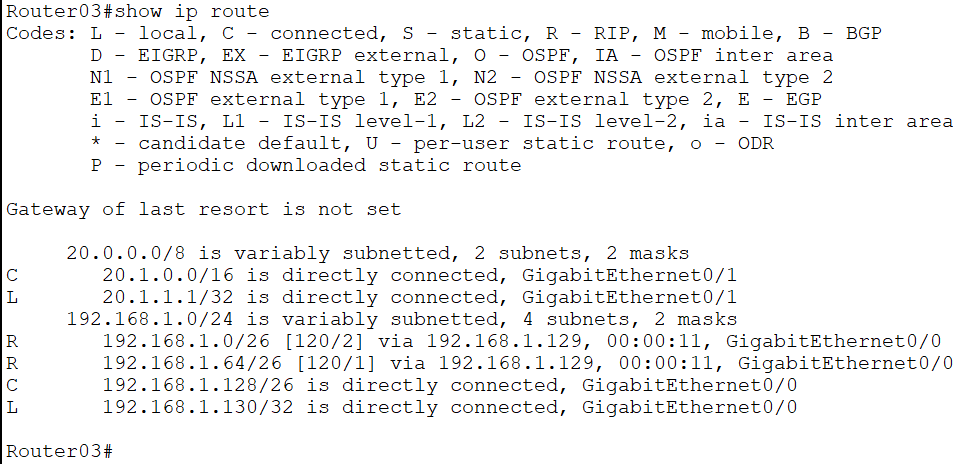 Router03#show ip route
Codes: L - local, C - connected, S - static, R - RIP, M - mobile, B - BGP
       D - EIGRP, EX - EIGRP external, O - OSPF, IA - OSPF inter area
       N1 - OSPF NSSA external type 1, N2 - OSPF NSSA external type 2
       E1 - OSPF external type 1, E2 - OSPF external type 2, E - EGP
       i - IS-IS, L1 - IS-IS level-1, L2 - IS-IS level-2, ia - IS-IS inter area
       * - candidate default, U - per-user static route, o - ODR
       P - periodic downloaded static route

Gateway of last resort is not set

     20.0.0.0/8 is variably subnetted, 2 subnets, 2 masks
C       20.1.0.0/16 is directly connected, GigabitEthernet0/1
L       20.1.1.1/32 is directly connected, GigabitEthernet0/1
     192.168.1.0/24 is variably subnetted, 4 subnets, 2 masks
R       192.168.1.0/26 [120/2] via 192.168.1.129, 00:00:11, GigabitEthernet0/0
R       192.168.1.64/26 [120/1] via 192.168.1.129, 00:00:11, GigabitEthernet0/0
C       192.168.1.128/26 is directly connected, GigabitEthernet0/0
L       192.168.1.130/32 is directly connected, GigabitEthernet0/0

Router03#